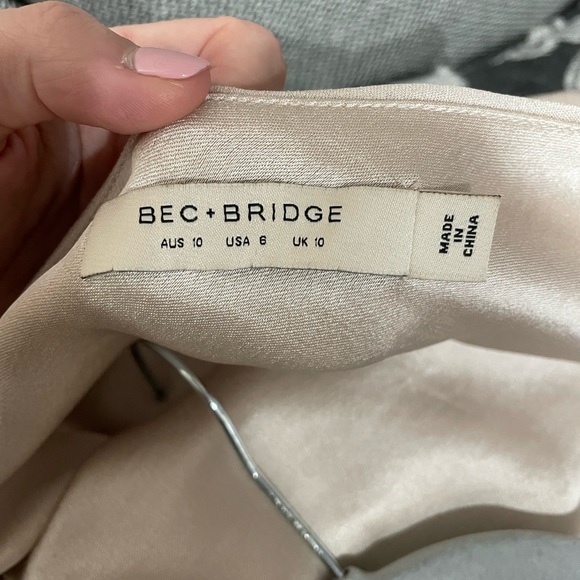 BEC+BRIDGE
AUS 10 USA 6 UK 10
MADE
IN
CHINA